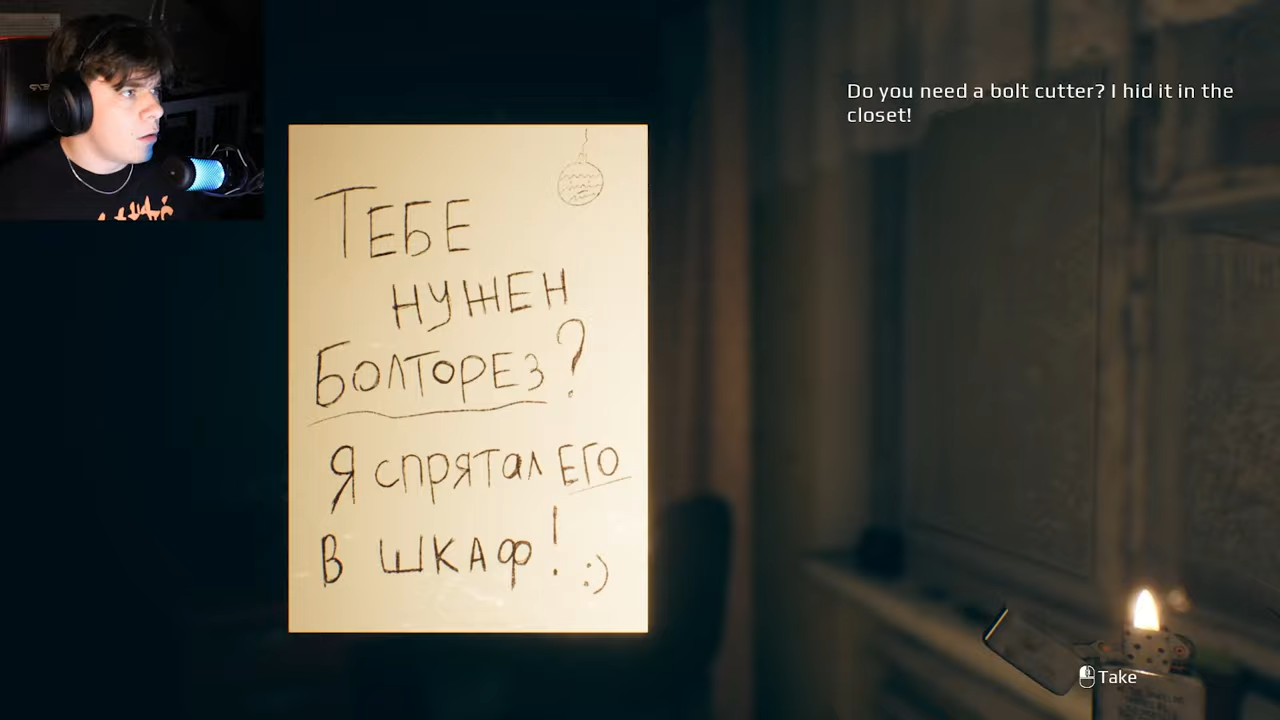 Do you need a bolt cutter? I hid it in the
closet!
ТЕБЕ
НУЖЕН
БОЛТОРЕЗ?
Я СПРЯТАЛ ЕГО
В ШКАФ! :)
Take